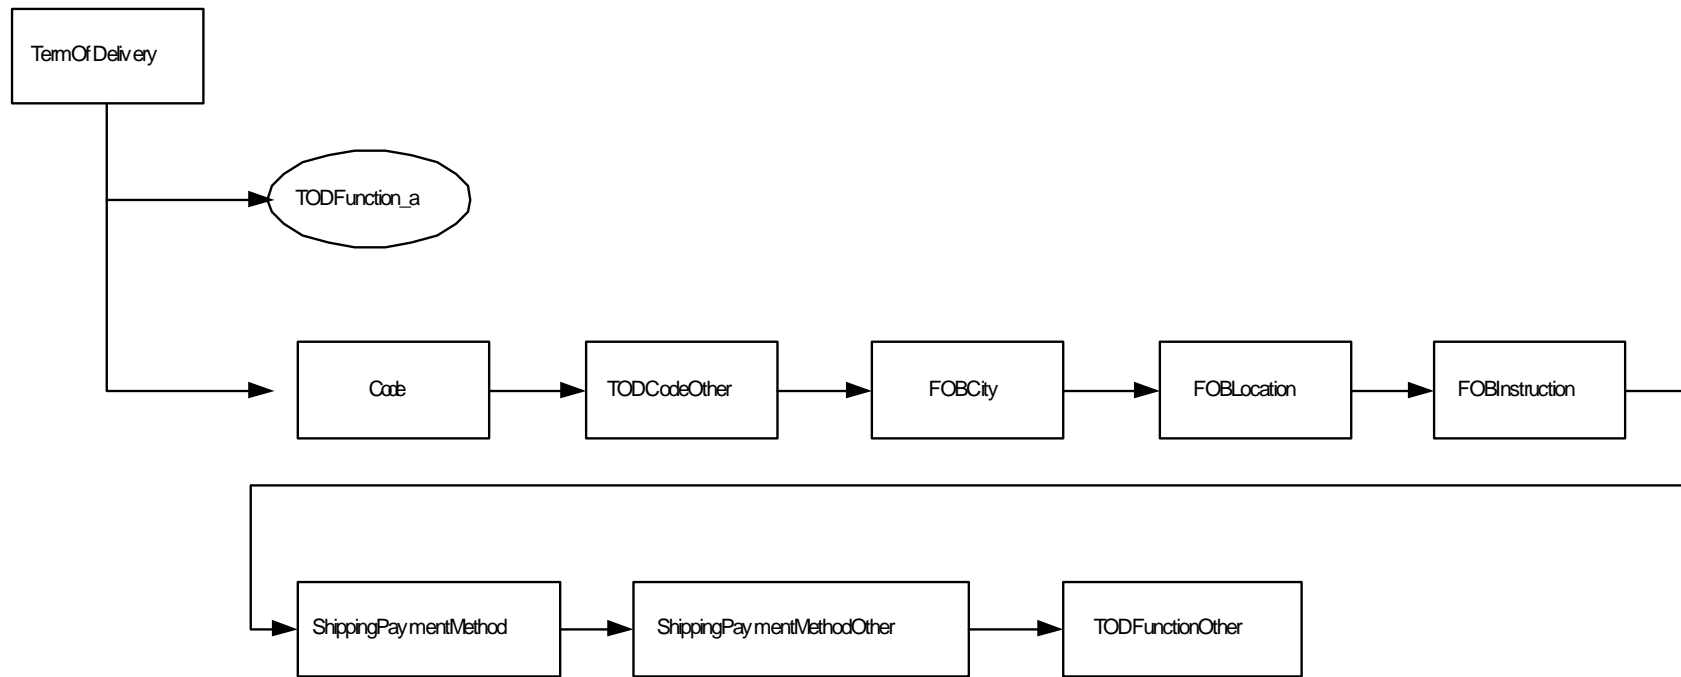 TermOfDelivery
TODFunction_a
Code
TODCodeOther
FOBCity
FOBLocation
FOBInstruction
ShippingPaymentMethod
ShippingPaymentMethodOther
TODFunctionOther